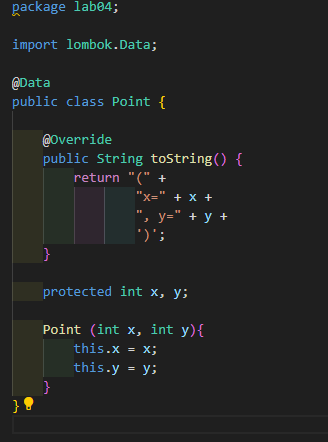 package lab04;
import lombok.Data;
@Data
public class Point {
@Override
public String toString() {
return "(" +
"x=" + x +
", y=" + y +
')';
}
protected int x, y;
Point (int x, int y){
this.x = x;
this.y = y;
}
}